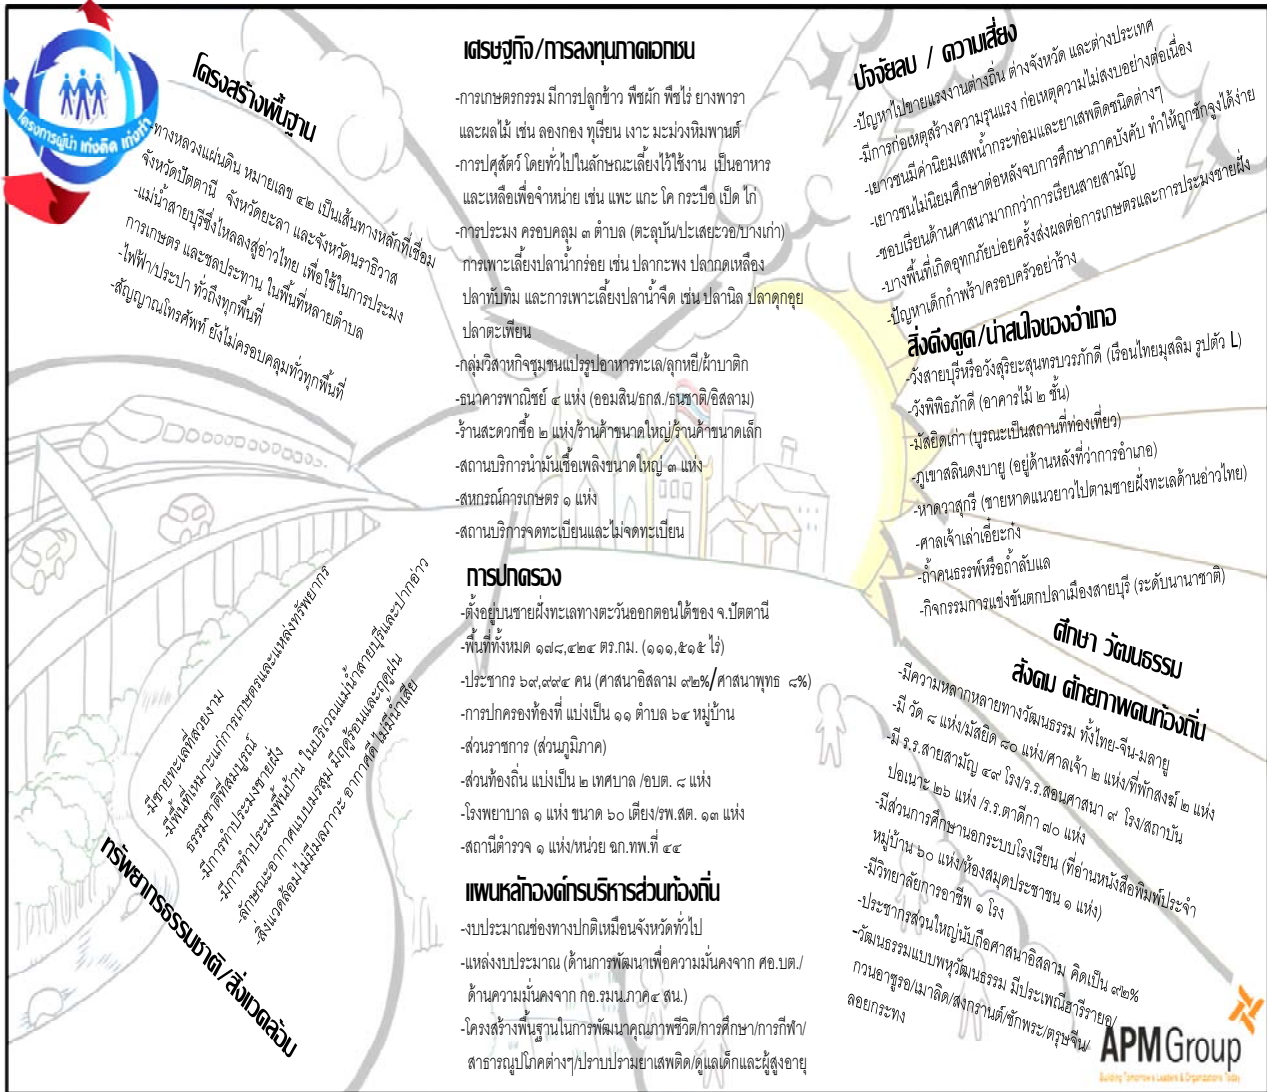 โครงการผู้นำ เก่งคิด เก่งทำ
โครงสร้างพื้นฐาน
-ทางหลวงแผ่นดิน หมายเลข ๔๒ เป็นเส้นทางหลักที่เชื่อม
จังหวัดปัตตานี จังหวัดยะลา และจังหวัดนราธิวาส
-แม่น้ำสายบุรีซึ่งไหลลงสู่อ่าวไทย เพื่อใช้ในการประมง
การเกษตร และชลประทาน ในพื้นที่หลายตำบล
-ไฟฟ้า/ประปา ทั่วถึงทุกพื้นที่
-สัญญาณโทรศัพท์ ยังไม่ครอบคลุมทั่วทุกพื้นที่
เศรษฐกิจ/การลงทุนภาคเอกชน
-การเกษตรกรรม มีการปลูกข้าว พืชผัก พืชไร่ ยางพารา
และผลไม้ เช่น ลองกอง ทุเรียน เงาะ มะม่วงหิมพานต์
-การปศุสัตว์ โดยทั่วไปในลักษณะเลี้ยงไว้ใช้งาน เป็นอาหาร
และเหลือเพื่อจำหน่าย เช่น แพะ แกะ โค กระบือ เป็ด ไก่
-การประมง ครอบคลุม ๓ ตำบล (ตะลุบัน/ปะเสยะวอ/บางเก่า)
การเพาะเลี้ยงปลาน้ำกร่อย เช่น ปลากะพง ปลากดเหลือง
ปลาทับทิม และการเพาะเลี้ยงปลาน้ำจืด เช่น ปลานิล ปลาดุกอุย
ปลาตะเพียน
-กลุ่มวิสาหกิจชุมชนแปรรูปอาหารทะเล/ลุกหยี/ผ้าบาติก
-ธนาคารพาณิชย์ ๔ แห่ง (ออมสิน/ธกส./ธนชาติ/อิสลาม)
-ร้านสะดวกซื้อ ๒ แห่ง/ร้านค้าขนาดใหญ่/ร้านค้าขนาดเล็ก
-สถานบริการนำมันเชื้อเพลิงขนาดใหญ่ ๓ แห่ง
-สหกรณ์การเกษตร ๑ แห่ง
-สถานบริการจดทะเบียนและไม่จดทะเบียน
การปกครอง
-ตั้งอยู่บนชายฝั่งทะเลทางตะวันออกตอนใต้ของ จ.ปัตตานี
-พื้นที่ทั้งหมด ๑๗๘,๔๒๔ ตร.กม. (๑๑๑,๕๑๕ ไร่)
-ประชากร ๖๙,๙๙๔ คน (ศาสนาอิสลาม ๙๒%/ศาสนาพุทธ ๘%)
-การปกครองท้องที่ แบ่งเป็น ๑๑ ตำบล ๖๔ หมู่บ้าน
-ส่วนราชการ (ส่วนภูมิภาค)
-ส่วนท้องถิ่น แบ่งเป็น ๒ เทศบาล /อบต. ๘ แห่ง
-โรงพยาบาล ๑ แห่ง ขนาด ๖๐ เตียง/รพ.สต. ๑๓ แห่ง
-สถานีตำรวจ ๑ แห่ง/หน่วย ฉก.ทพ.ที่ ๔๔
แผนหลักองค์กรบริหารส่วนท้องถิ่น
-งบประมาณช่องทางปกติเหมือนจังหวัดทั่วไป
-แหล่งงบประมาณ (ด้านการพัฒนาเพื่อความมั่นคงจาก ศอ.บต./
ด้านความมั่นคงจาก กอ.รมน.ภาค๔ สน.)
-โครงสร้างพื้นฐานในการพัฒนาคุณภาพชีวิต/การศึกษา/การกีฬา/
สาธารณูปโภคต่างๆ/ปราบปรามยาเสพติด/ดูแลเด็กและผู้สูงอายุ
ปัจจัยลบ / ความเสี่ยง
-ปัญหาไปขายแรงงานต่างถิ่น ต่างจังหวัด และต่างประเทศ
-มีการก่อเหตุสร้างความรุนแรง ก่อเหตุความไม่สงบอย่างต่อเนื่อง
-เยาวชนมีค่านิยมเสพน้ำกระท่อมและยาเสพติดชนิดต่างๆ
-เยาวชนไม่นิยมศึกษาต่อหลังจบการศึกษาภาคบังคับ ทำให้ถูกชักจูงได้ง่าย
-ชอบเรียนด้านศาสนามากกว่าการเรียนสายสามัญ
-บางพื้นที่เกิดอุทกภัยบ่อยครั้งส่งผลต่อการเกษตรและการประมงชายฝั่ง
-ปัญหาเด็กกำพร้า/ครอบครัวอย่าร้าง
สิ่งดึงดูด/น่าสนใจของอำเภอ
-วังสายบุรีหรือวังสุริยะสุนทรบวรภักดี (เรือนไทยมุสลิม รูปตัว L)
-วังพิพิธภักดี (อาคารไม้ ๒ ชั้น)
-มัสยิดเก่า (บูรณะเป็นสถานที่ท่องเที่ยว)
-ภูเขาสลินดงบายู (อยู่ด้านหลังที่ว่าการอำเภอ)
-หาดวาสุกรี (ชายหาดแนวยาวไปตามชายฝั่งทะเลด้านอ่าวไทย)
-ศาลเจ้าเล่าเอี๊ยะก๋ง
-ถ้ำคนธรรพ์หรือถ้ำลับแล
-กิจกรรมการแข่งขันตกปลาเมืองสายบุรี (ระดับนานาชาติ)
ศึกษา วัฒนธรรม
สังคม ศักยภาพคนท้องถิ่น
-มีความหลากหลายทางวัฒนธรรม ทั้งไทย-จีน-มลายู
-มี วัด ๘ แห่ง/มัสยิด ๘๐ แห่ง/ศาลเจ้า ๒ แห่ง/ที่พักสงฆ์ ๒ แห่ง
-มี ร.ร.สายสามัญ ๔๙ โรง/ร.ร.สอนศาสนา ๙ โรง/สถาบัน
ปอเนาะ ๒๖ แห่ง /ร.ร.ตาดีกา ๗๐ แห่ง
-มีส่วนการศึกษานอกระบบโรงเรียน (ที่อ่านหนังสือพิมพ์ประจำ
หมู่บ้าน ๖๐ แห่ง/ห้องสมุดประชาชน ๑ แห่ง)
-มีวิทยาลัยการอาชีพ ๑ โรง
-ประชากรส่วนใหญ่นับถือศาสนาอิสลาม คิดเป็น ๙๒%
-วัฒนธรรมแบบพหุวัฒนธรรม มีประเพณีฮารีรายอ/
กวนอาซูรอ/เมาลิด/สงกรานต์/ชักพระ/ตรุษจีน/
ลอยกระทง
ทรัพยากรธรรมชาติ/สิ่งแวดล้อม
-มีชายทะเลที่สวยงาม
-มีพื้นที่เหมาะแก่การเกษตรและแหล่งทรัพยากร
ธรรมชาติที่สมบูรณ์
-มีการทำประมงชายฝั่ง
-มีการทำประมงพื้นบ้าน ในบริเวณแม่น้ำสายบุรีและปากอ่าว
-ลักษณะอากาศแบบมรสุม มีฤดูร้อนและฤดูฝน
-สิ่งแวดล้อมไม่มีมลภาวะ อากาศดี ไม่มีน้ำเสีย
APM Group
Building Tomorrow's Leaders & Organizations Today